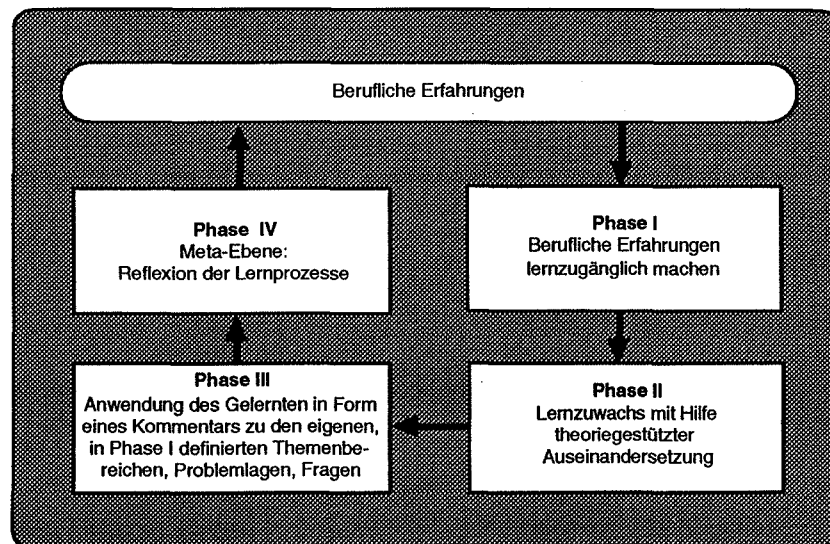 Berufliche Erfahrungen
Phase IV
Meta-Ebene:
Reflexion der Lernprozesse
Phase I
Berufliche Erfahrungen
lernzugänglich machen
Phase III
Anwendung des Gelernten in Form
eines Kommentars zu den eigenen,
in Phase I definierten Themenbe-
reichen, Problemlagen, Fragen
Phase II
Lernzuwachs mit Hilfe
theoriegestützter
Auseinandersetzung